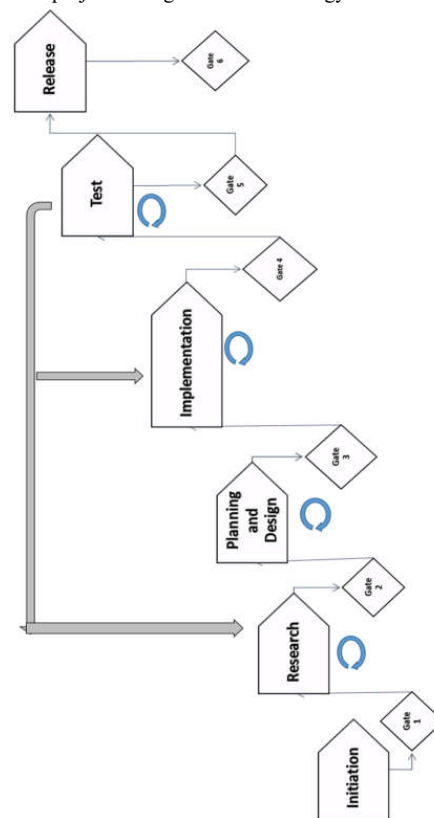 project
Initiation
Gate
1
Research
Gate
2
Planning
and
Design
Gate
3
Implementation
Gate 4
Test
Gate
5
Release
Gate
6